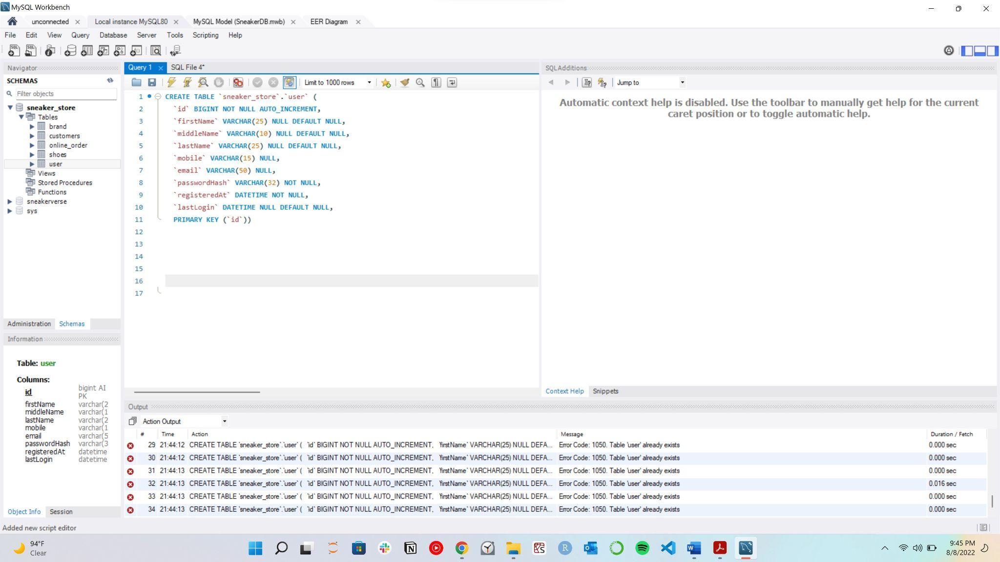 MySQL Workbench
unconnected
Local instance MySQL80
MySQL Model (SneakerDB.mwb)
EER Diagram
File Edit View Query Database Server Tools Scripting Help
Navigator
SCHEMAS
Filter objects
sneaker_store
Tables
brand
customers
online_order
shoes
user
Views
Stored Procedures
Functions
sneakerverse
sys
Administration Schemas
Information
Table: user
Columns:
id bigint AI PK
firstName varchar(2
middleName varchar(1
lastName varchar(2
mobile varchar(1
email varchar(5
passwordHash varchar(3
registeredAt datetime
lastLogin datetime
Object Info Session
Query 1 SQL File 4*
Limit to 1000 rows
1 CREATE TABLE `sneaker_store`.`user` (
2 `id` BIGINT NOT NULL AUTO_INCREMENT,
3 `firstName` VARCHAR(25) NULL DEFAULT NULL,
4 `middleName` VARCHAR(10) NULL DEFAULT NULL,
5 `lastName` VARCHAR(25) NULL DEFAULT NULL,
6 `mobile` VARCHAR(15) NULL,
7 `email` VARCHAR(50) NULL,
8 `passwordHash` VARCHAR(32) NOT NULL,
9 `registeredAt` DATETIME NOT NULL,
10 `lastLogin` DATETIME NULL DEFAULT NULL,
11 PRIMARY KEY (`id`))
12
13
14
15
16
17
SQLAdditions
Jump to
Automatic context help is disabled. Use the toolbar to manually get help for the current
caret position or to toggle automatic help.
Context Help Snippets
Output
Action Output
# Time Action Message Duration / Fetch
29 21:44:12 CREATE TABLE `sneaker_store`.`user` ( `id` BIGINT NOT NULL AUTO_INCREMENT, `firstName` VARCHAR(25) NULL DEFA... Error Code: 1050. Table 'user' already exists 0.000 sec
30 21:44:12 CREATE TABLE `sneaker_store`.`user` ( `id` BIGINT NOT NULL AUTO_INCREMENT, `firstName` VARCHAR(25) NULL DEFA... Error Code: 1050. Table 'user' already exists 0.000 sec
31 21:44:13 CREATE TABLE `sneaker_store`.`user` ( `id` BIGINT NOT NULL AUTO_INCREMENT, `firstName` VARCHAR(25) NULL DEFA... Error Code: 1050. Table 'user' already exists 0.000 sec
32 21:44:13 CREATE TABLE `sneaker_store`.`user` ( `id` BIGINT NOT NULL AUTO_INCREMENT, `firstName` VARCHAR(25) NULL DEFA... Error Code: 1050. Table 'user' already exists 0.016 sec
33 21:44:13 CREATE TABLE `sneaker_store`.`user` ( `id` BIGINT NOT NULL AUTO_INCREMENT, `firstName` VARCHAR(25) NULL DEFA... Error Code: 1050. Table 'user' already exists 0.000 sec
34 21:44:13 CREATE TABLE `sneaker_store`.`user` ( `id` BIGINT NOT NULL AUTO_INCREMENT, `firstName` VARCHAR(25) NULL DEFA... Error Code: 1050. Table 'user' already exists 0.000 sec
Added new script editor
94°F
Clear
9:45 PM
8/8/2022